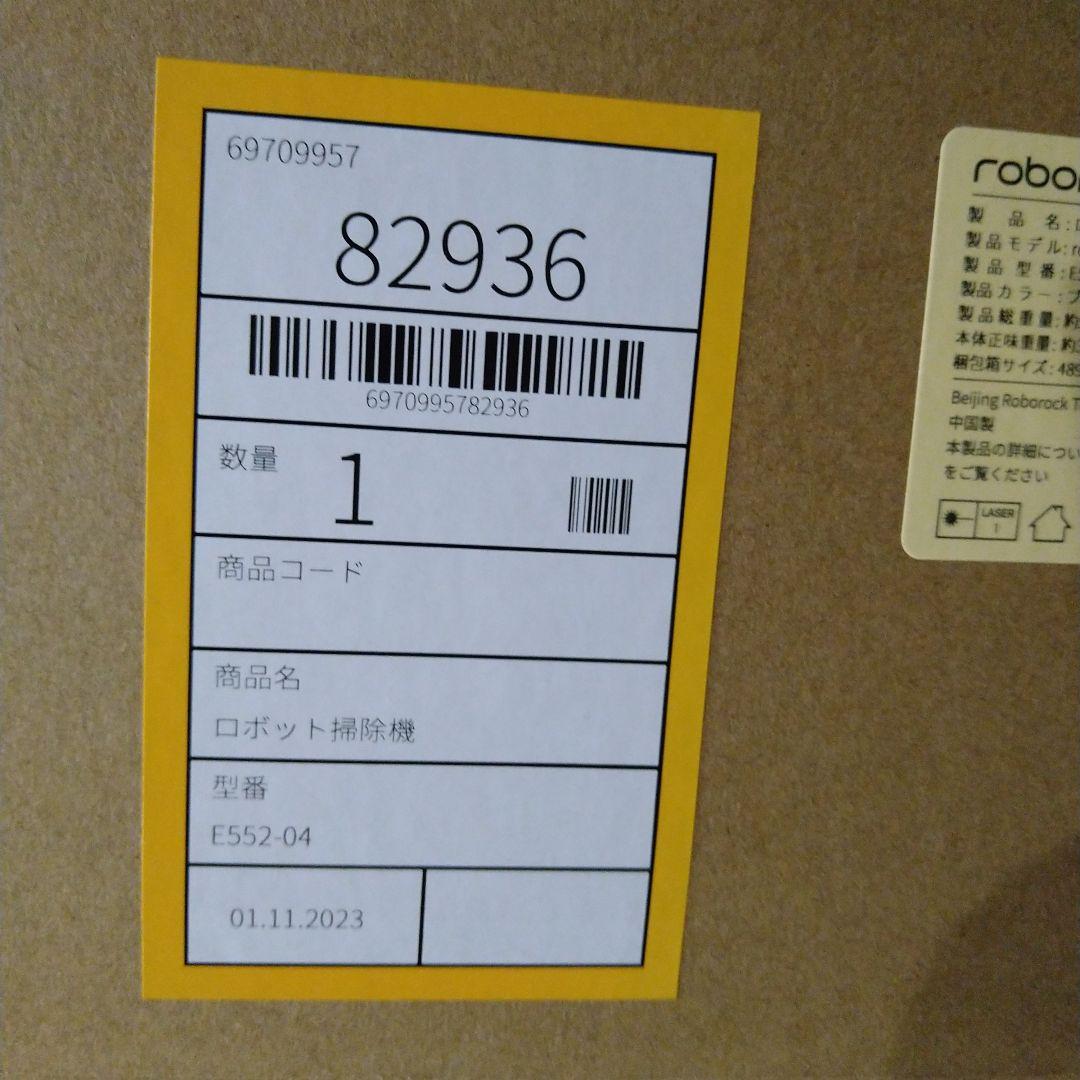 69709957
82936
6970995782936
数量
1
商品コード
商品名
ロボット掃除機
型番
E552-04
01.11.2023
製品名:
製品モデル:
製品型番:
製品カラー:
製品総重量:約
本体正味重量:約
梱包箱サイズ:489
Beijing Roborock
中国製
本製品の詳細につい
をご覧ください
LASER
1